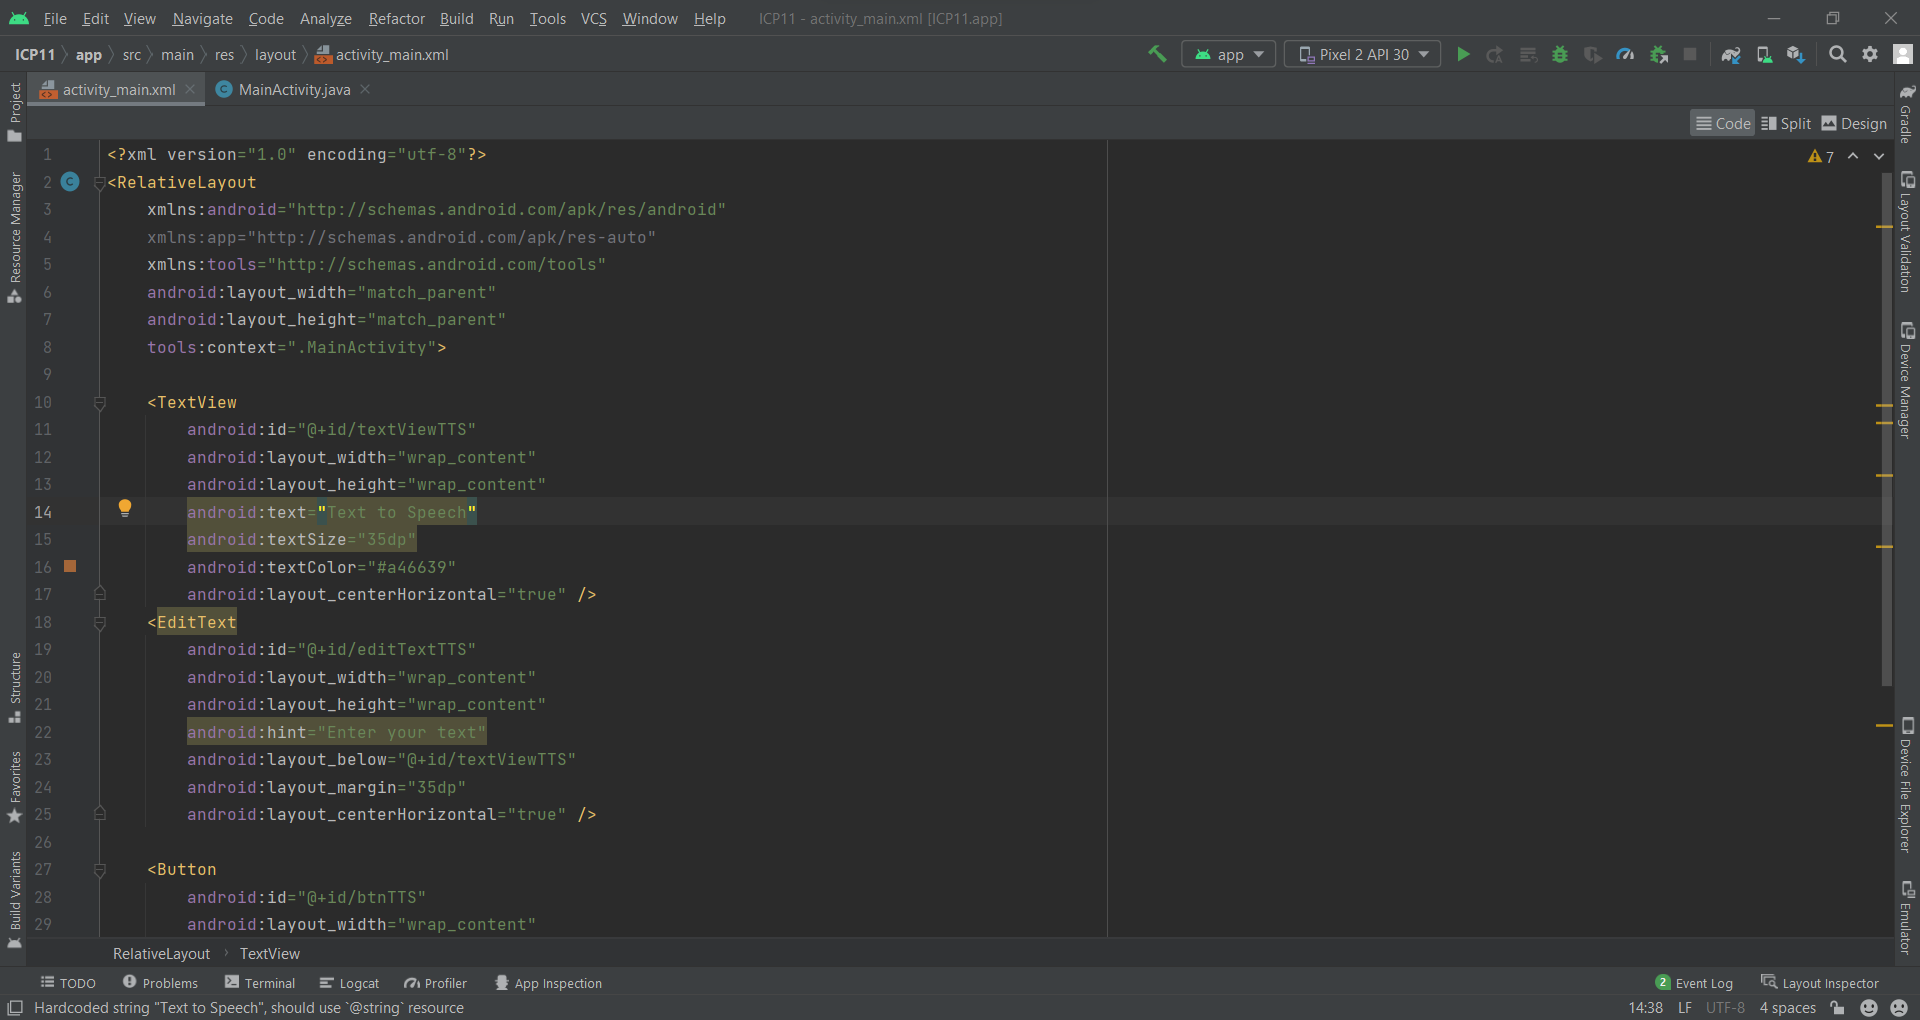 File Edit View Navigate Code Analyze Refactor Build Run Tools VCS Window Help ICP11 - activity_main.xml [ICP11.app]
ICP11 app src main res layout activity_main.xml app Pixel 2 API 30
activity_main.xml MainActivity.java
Code Split Design
7
1 <?xml version="1.0" encoding="utf-8"?>
2 <RelativeLayout
3 xmlns:android="http://schemas.android.com/apk/res/android"
4 xmlns:app="http://schemas.android.com/apk/res-auto"
5 xmlns:tools="http://schemas.android.com/tools"
6 android:layout_width="match_parent"
7 android:layout_height="match_parent"
8 tools:context=".MainActivity">
9
10 <TextView
11 android:id="@+id/textViewTTS"
12 android:layout_width="wrap_content"
13 android:layout_height="wrap_content"
14 android:text="Text to Speech"
15 android:textSize="35dp"
16 android:textColor="#a46639"
17 android:layout_centerHorizontal="true" />
18 <EditText
19 android:id="@+id/editTextTTS"
20 android:layout_width="wrap_content"
21 android:layout_height="wrap_content"
22 android:hint="Enter your text"
23 android:layout_below="@+id/textViewTTS"
24 android:layout_margin="35dp"
25 android:layout_centerHorizontal="true" />
26
27 <Button
28 android:id="@+id/btnTTS"
29 android:layout_width="wrap_content"
Project
Resource Manager
Structure
Favorites
Build Variants
Gradle
Layout Validation
Device Manager
Device File Explorer
Emulator
RelativeLayout TextView
TODO Problems Terminal Logcat Profiler App Inspection 2 Event Log Layout Inspector
Hardcoded string "Text to Speech", should use `@string` resource 14:38 LF UTF-8 4 spaces